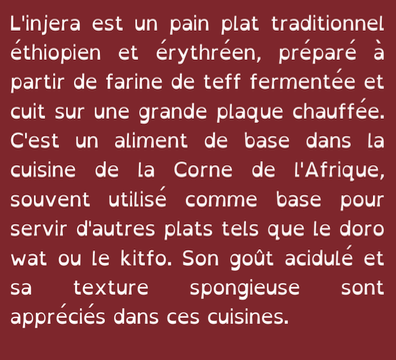 L'injera est un pain plat traditionnel
éthiopien et érythréen, préparé à
partir de farine de teff fermentée et
cuit sur une grande plaque chauffée.
C'est un aliment de base dans la
cuisine de la Corne de l'Afrique,
souvent utilisé comme base pour
servir d'autres plats tels que le doro
wat ou le kitfo. Son goût acidulé et
sa texture spongieuse sont
appréciés dans ces cuisines.